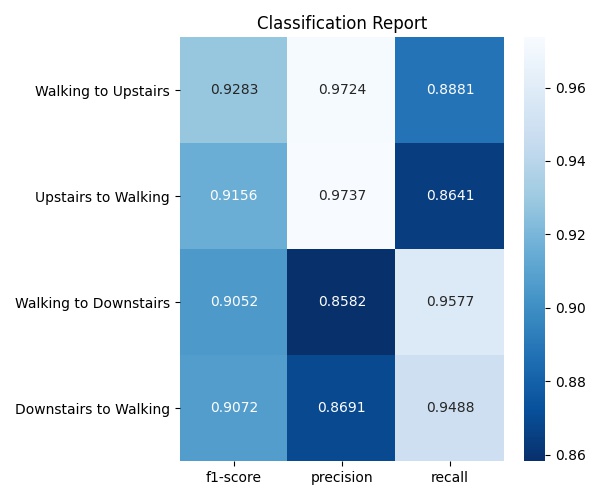 Classification Report
Walking to Upstairs 0.9283 0.9724 0.8881
Upstairs to Walking 0.9156 0.9737 0.8641
Walking to Downstairs 0.9052 0.8582 0.9577
Downstairs to Walking 0.9072 0.8691 0.9488
f1-score precision recall
0.96
0.94
0.92
0.90
0.88
0.86